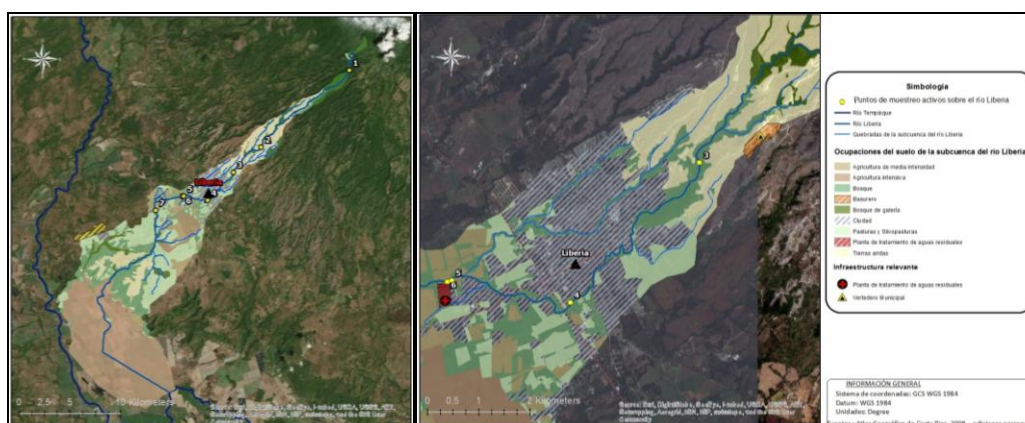 1
2
3
Liberia
4
5
6
7
0 2.5 5 10 Kilometers
3
Liberia
5
6
4
0 0.5 1 2 Kilometers
Simbología
Puntos de muestreo activos sobre el río Liberia
Río Tempisque
Río Liberia
Quebradas de la subcuenca del río Liberia
Ocupaciones del suelo de la subcuenca del río Liberia
Agricultura de media intensidad
Agricultura intensiva
Bosque
Basurero
Bosque de galería
Ciudad
Pasturas y Silvopasturas
Planta de tratamiento de aguas residuales
Tierras aridas
Infraestructura relevante
Planta de tratamiento de aguas residuales
Vertedero Municipal
INFORMACIÓN GENERAL
Sistema de coordenadas: GCS WGS 1984
Datum: WGS 1984
Unidades: Degree